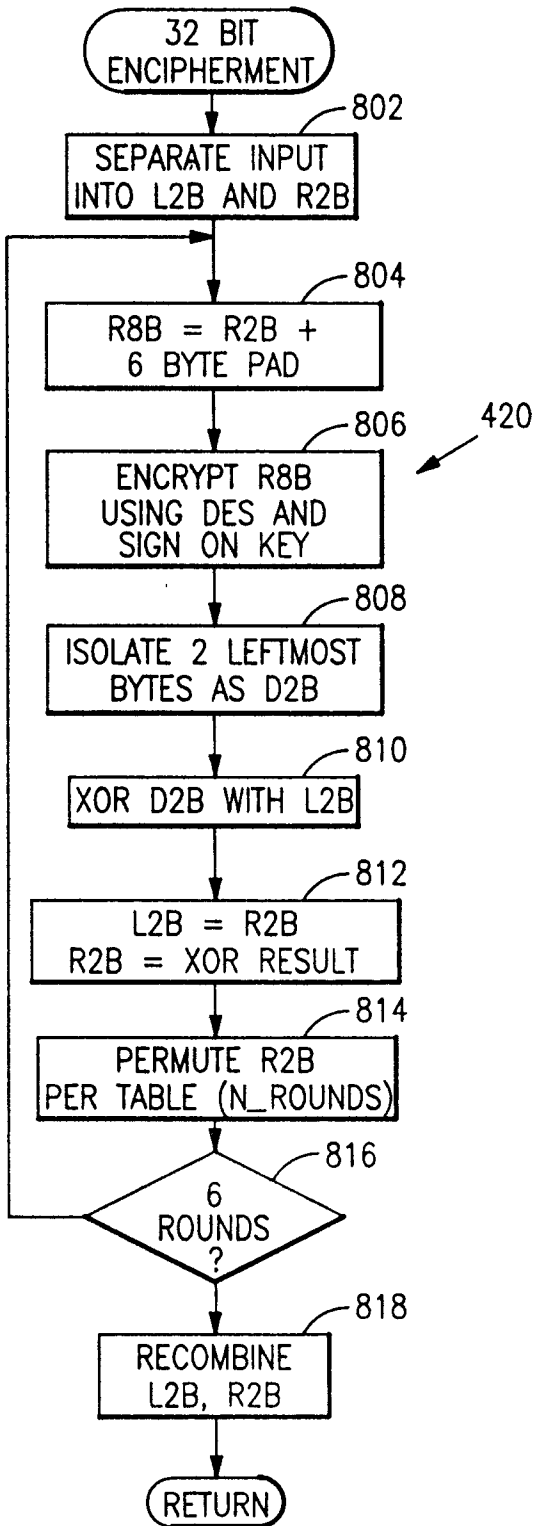 32 BIT
ENCIPHERMENT
802
SEPARATE INPUT
INTO L2B AND R2B
804
R8B = R2B +
6 BYTE PAD
806
420
ENCRYPT R8B
USING DES AND
SIGN ON KEY
808
ISOLATE 2 LEFTMOST
BYTES AS D2B
810
XOR D2B WITH L2B
812
L2B = R2B
R2B = XOR RESULT
814
PERMUTE R2B
PER TABLE (N_ROUNDS)
816
6
ROUNDS
?
818
RECOMBINE
L2B, R2B
RETURN